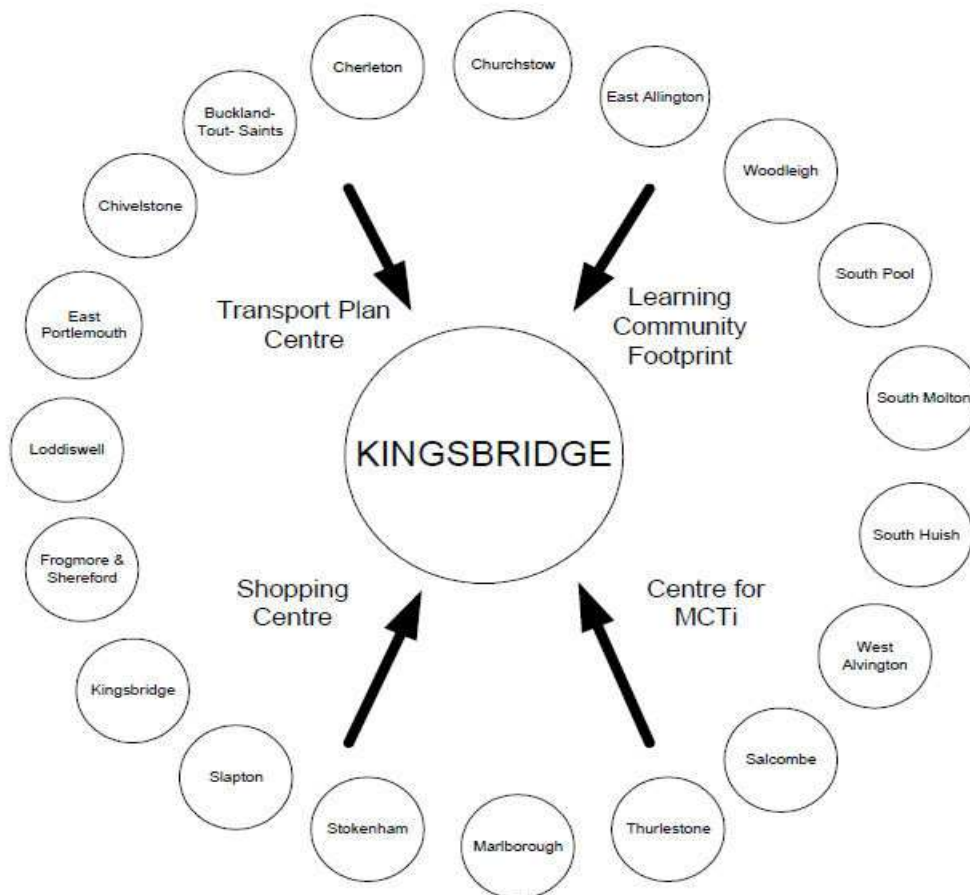 Cherleton
Churchstow
East Allington
Buckland-
Tout- Saints
Woodleigh
Chivelstone
South Pool
East
Portlemouth
Transport Plan
Centre
Learning
Community
Footprint
South Molton
KINGSBRIDGE
Loddiswell
South Huish
Frogmore &
Shereford
Shopping
Centre
Centre for
MCTi
West
Alvington
Kingsbridge
Salcombe
Slapton
Stokenham
Marlborough
Thurlestone